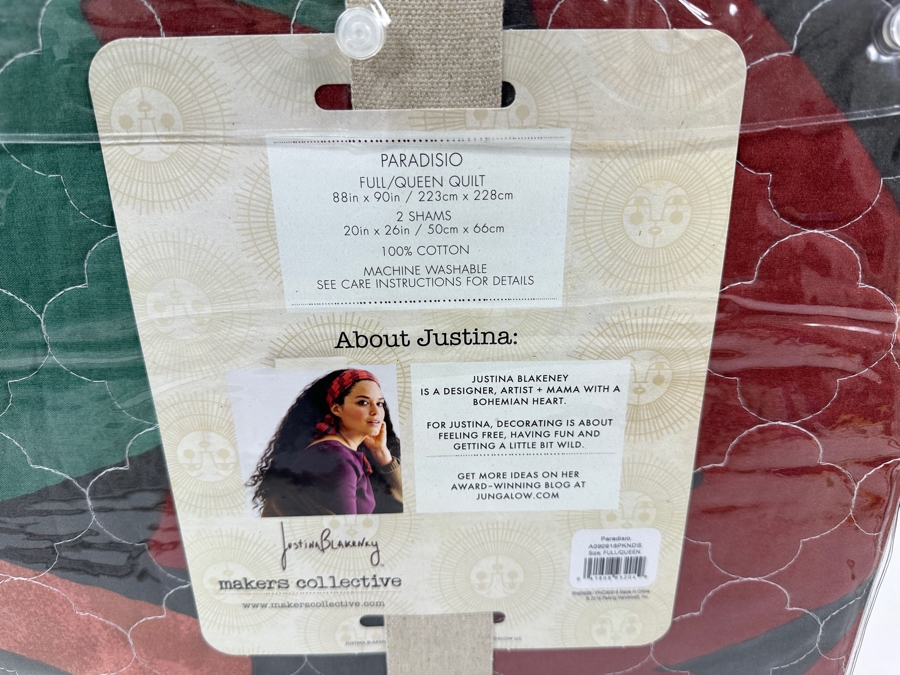 PARADISIO
FULL/QUEEN QUILT
88in x 90in / 223cm x 228cm
2 SHAMS
20in x 26in / 50cm x 66cm
100% COTTON
MACHINE WASHABLE
SEE CARE INSTRUCTIONS FOR DETAILS
About Justina:
JUSTINA BLAKENEY
IS A DESIGNER, ARTIST + MAMA WITH A
BOHEMIAN HEART.
FOR JUSTINA, DECORATING IS ABOUT
FEELING FREE, HAVING FUN AND
GETTING A LITTLE BIT WILD.
GET MORE IDEAS ON HER
AWARD-WINNING BLOG AT
JUNGALOW.COM
Justina Blakeney
makers collective
www.makerscollective.com
Paradisio,
Size: FULL/QUEEN